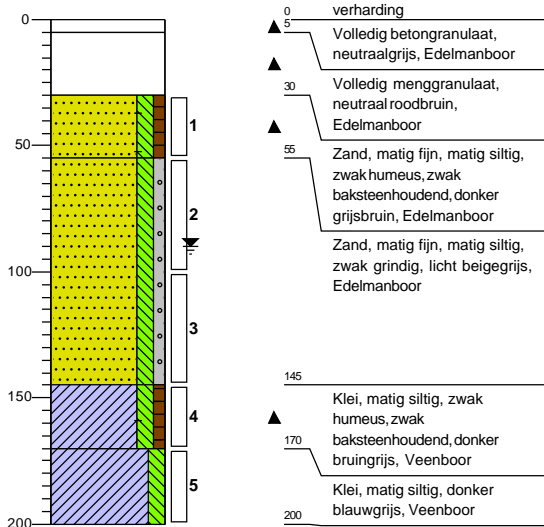 0
50
100
150
200
1
2
3
4
5
0
verharding
5
Volledig betongranulaat,
neutraalgrijs, Edelmanboor
30
Volledig menggranulaat,
neutraal roodbruin,
Edelmanboor
55
Zand, matig fijn, matig siltig,
zwak humeus, zwak
baksteenhoudend, donker
grijsbruin, Edelmanboor
Zand, matig fijn, matig siltig,
zwak grindig, licht beigegrijs,
Edelmanboor
145
Klei, matig siltig, zwak
humeus, zwak
baksteenhoudend, donker
bruingrijs, Veenboor
170
Klei, matig siltig, donker
blauwgrijs, Veenboor
200